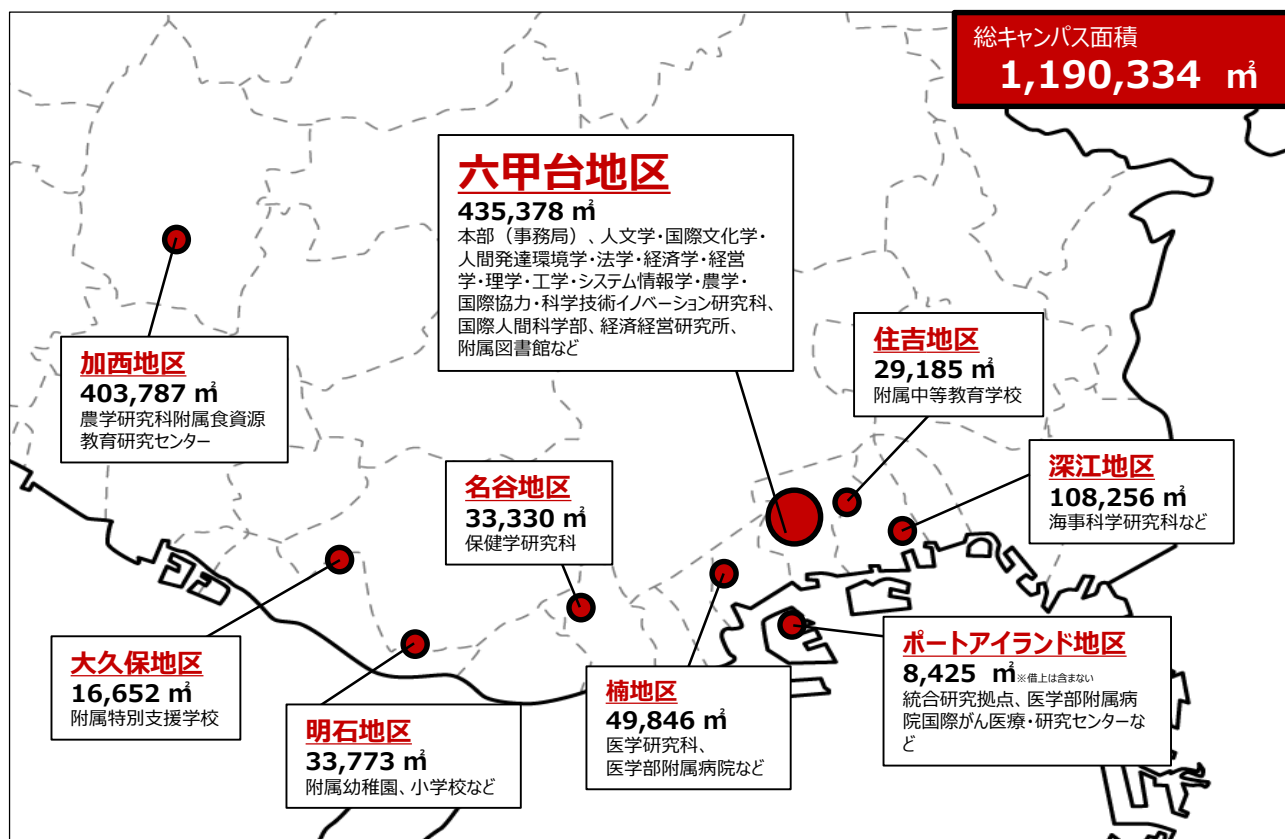 総キャンパス面積
1,190,334 ㎡
六甲台地区
435,378 ㎡
本部（事務局）、人文学・国際文化学・
人間発達環境学・法学・経済学・経営
学・理学・工学・システム情報学・農学・
国際協力・科学技術イノベーション研究科、
国際人間科学部、経済経営研究所、
附属図書館など
加西地区
403,787 ㎡
農学研究科附属食資源
教育研究センター
住吉地区
29,185 ㎡
附属中等教育学校
名谷地区
33,330 ㎡
保健学研究科
深江地区
108,256 ㎡
海事科学研究科など
大久保地区
16,652 ㎡
附属特別支援学校
明石地区
33,773 ㎡
附属幼稚園、小学校など
楠地区
49,846 ㎡
医学研究科、
医学部附属病院など
ポートアイランド地区
8,425 ㎡※借上は含まない
統合研究拠点、医学部附属病
院国際がん医療・研究センターな
ど